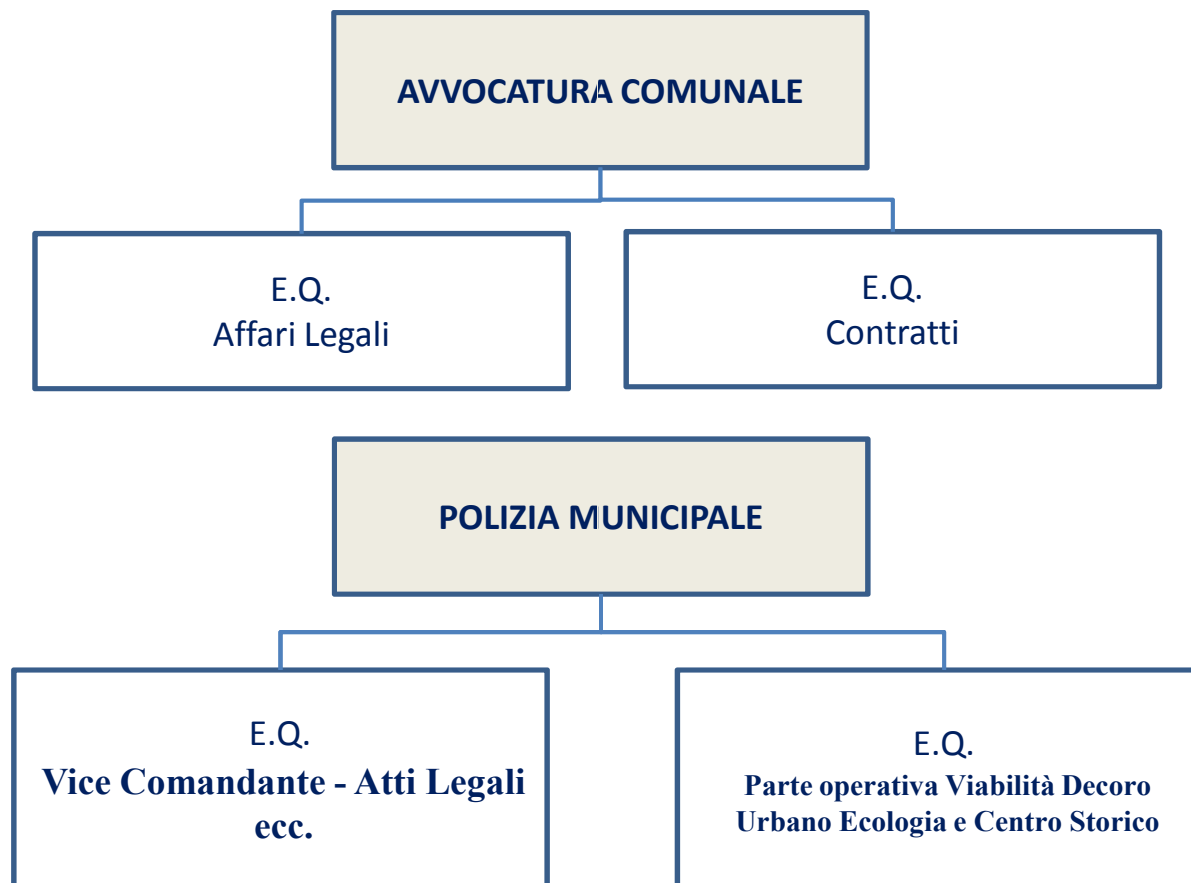 AVVOCATURA COMUNALE
E.Q.
Affari Legali
E.Q.
Contratti
POLIZIA MUNICIPALE
E.Q.
Vice Comandante - Atti Legali
ecc.
E.Q.
Parte operativa Viabilità Decoro
Urbano Ecologia e Centro Storico